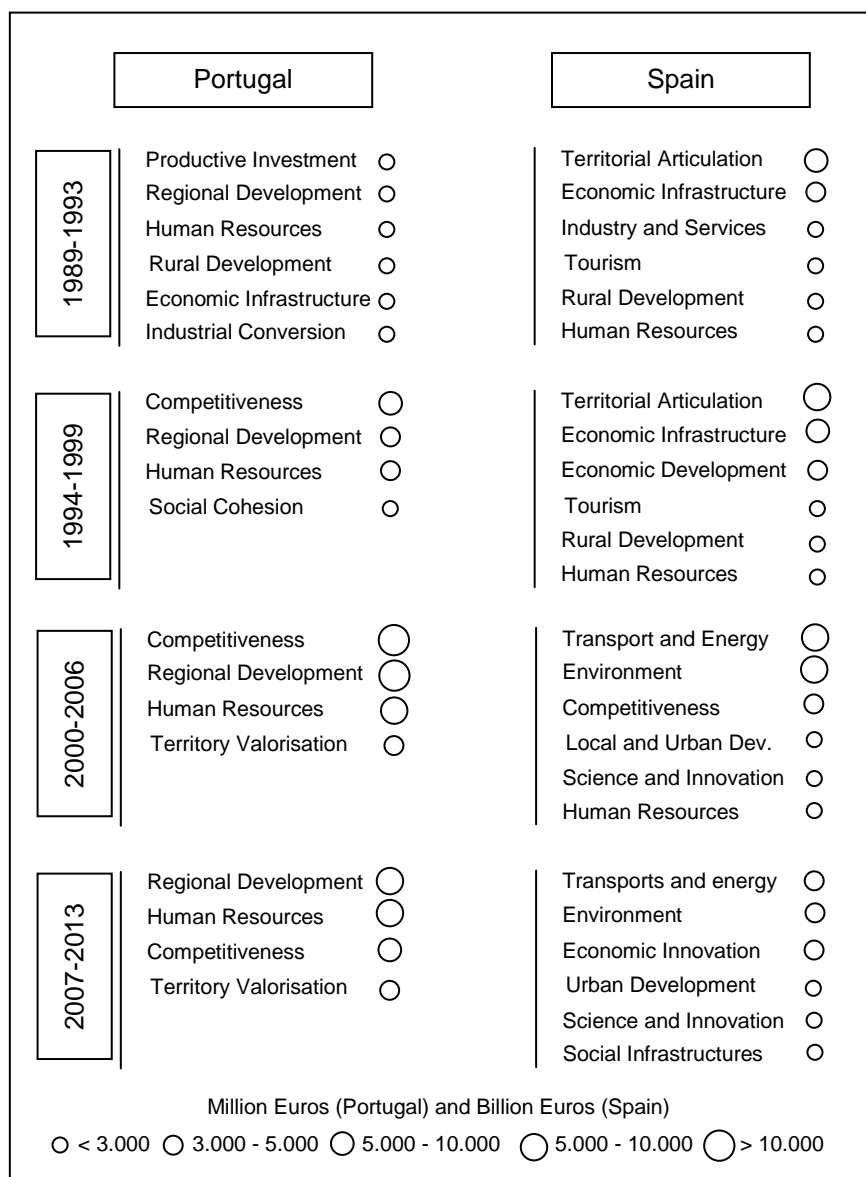 Portugal
Spain
1989-1993
Productive Investment
Regional Development
Human Resources
Rural Development
Economic Infrastructure
Industrial Conversion
Territorial Articulation
Economic Infrastructure
Industry and Services
Tourism
Rural Development
Human Resources
1994-1999
Competitiveness
Regional Development
Human Resources
Social Cohesion
Territorial Articulation
Economic Infrastructure
Economic Development
Tourism
Rural Development
Human Resources
2000-2006
Competitiveness
Regional Development
Human Resources
Territory Valorisation
Transport and Energy
Environment
Competitiveness
Local and Urban Dev.
Science and Innovation
Human Resources
2007-2013
Regional Development
Human Resources
Competitiveness
Territory Valorisation
Transports and energy
Environment
Economic Innovation
Urban Development
Science and Innovation
Social Infrastructures
Million Euros (Portugal) and Billion Euros (Spain)
< 3.000 3.000 - 5.000 5.000 - 10.000 5.000 - 10.000 > 10.000